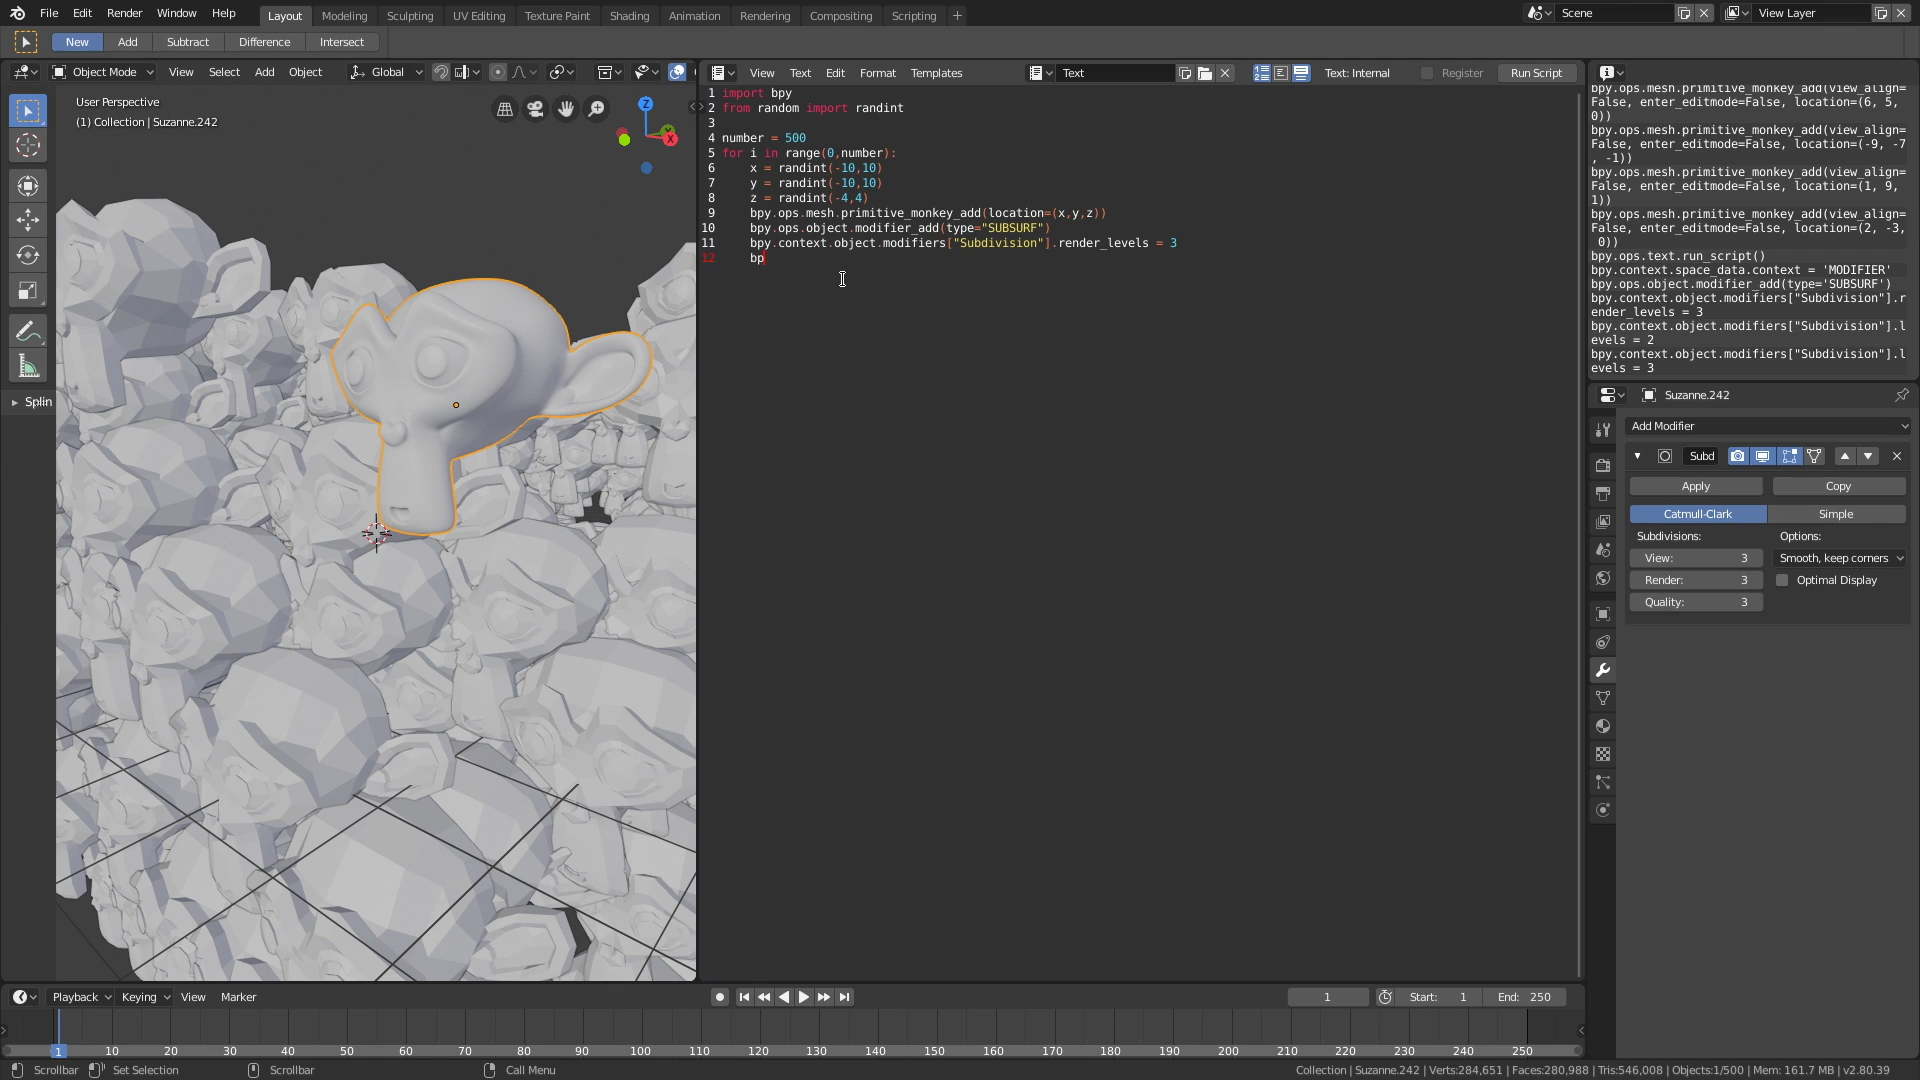 File Edit Render Window Help Layout Modeling Sculpting UV Editing Texture Paint Shading Animation Rendering Compositing Scripting + Scene View Layer
New Add Subtract Difference Intersect
Object Mode View Select Add Object Global
User Perspective
(1) Collection | Suzanne.242
Z
Y
X
Splin
View Text Edit Format Templates Text Text: Internal Register Run Script
1 import bpy
2 from random import randint
3
4 number = 500
5 for i in range(0,number):
6 x = randint(-10,10)
7 y = randint(-10,10)
8 z = randint(-4,4)
9 bpy.ops.mesh.primitive_monkey_add(location=(x,y,z))
10 bpy.ops.object.modifier_add(type="SUBSURF")
11 bpy.context.object.modifiers["Subdivision"].render_levels = 3
12 bp
bpy.ops.mesh.primitive_monkey_add(view_align=
False, enter_editmode=False, location=(6, 5,
0))
bpy.ops.mesh.primitive_monkey_add(view_align=
False, enter_editmode=False, location=(-9, -7
, -1))
bpy.ops.mesh.primitive_monkey_add(view_align=
False, enter_editmode=False, location=(1, 9,
1))
bpy.ops.mesh.primitive_monkey_add(view_align=
False, enter_editmode=False, location=(2, -3,
0))
bpy.ops.text.run_script()
bpy.context.space_data.context = 'MODIFIER'
bpy.ops.object.modifier_add(type='SUBSURF')
bpy.context.object.modifiers["Subdivision"].r
ender_levels = 3
bpy.context.object.modifiers["Subdivision"].l
evels = 2
bpy.context.object.modifiers["Subdivision"].l
evels = 3
Suzanne.242
Add Modifier
Subd
Apply Copy
Catmull-Clark Simple
Subdivisions: Options:
View: 3 Smooth, keep corners
Render: 3 Optimal Display
Quality: 3
Playback Keying View Marker 1 Start: 1 End: 250
1 10 20 30 40 50 60 70 80 90 100 110 120 130 140 150 160 170 180 190 200 210 220 230 240 250
Scrollbar Set Selection Scrollbar Call Menu Collection | Suzanne.242 | Verts:284,651 | Faces:280,988 | Tris:546,008 | Objects:1/500 | Mem: 161.7 MB | v2.80.39